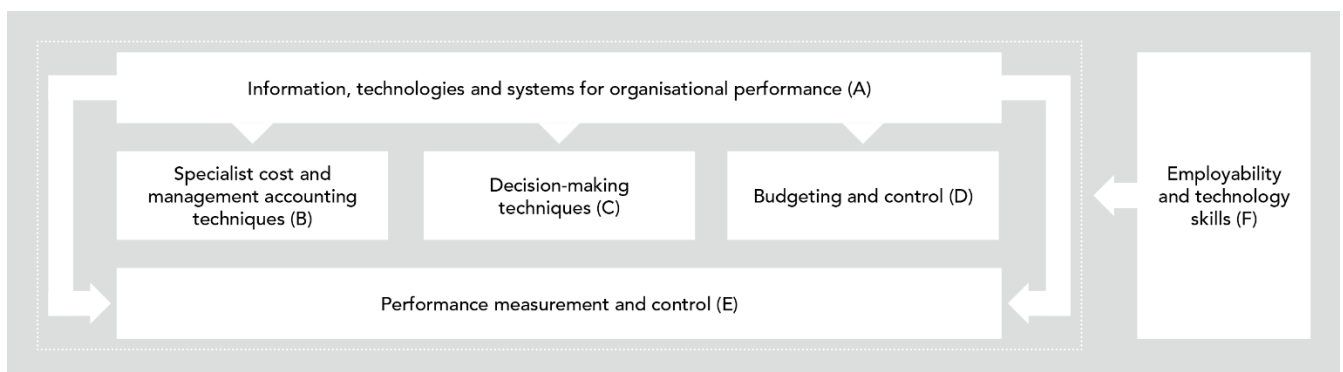 Information, technologies and systems for organisational performance (A)
Specialist cost and
management accounting
techniques (B)
Decision-making
techniques (C)
Budgeting and control (D)
Employability
and technology
skills (F)
Performance measurement and control (E)